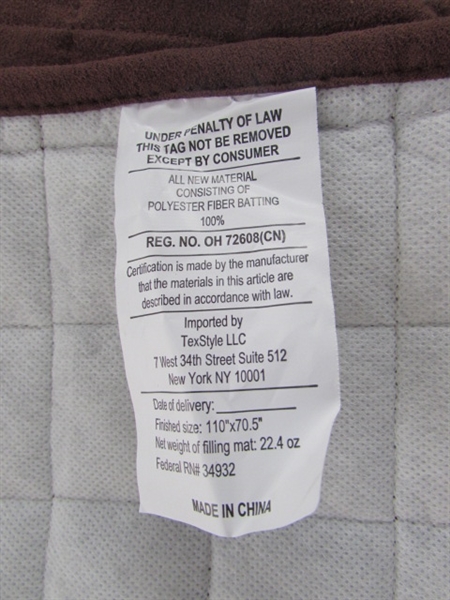 UNDER PENALTY OF LAW
THIS TAG NOT BE REMOVED
EXCEPT BY CONSUMER
ALL NEW MATERIAL
CONSISTING OF
POLYESTER FIBER BATTING
100%
REG. NO. OH 72608(CN)
Certification is made by the manufacturer
that the materials in this article are
described in accordance with law.
Imported by
TexStyle LLC
7 West 34th Street Suite 512
New York NY 10001
Date of delivery:
Finished size: 110"x70.5"
Net weight of filling mat: 22.4 oz
Federal RN# 34932
MADE IN CHINA